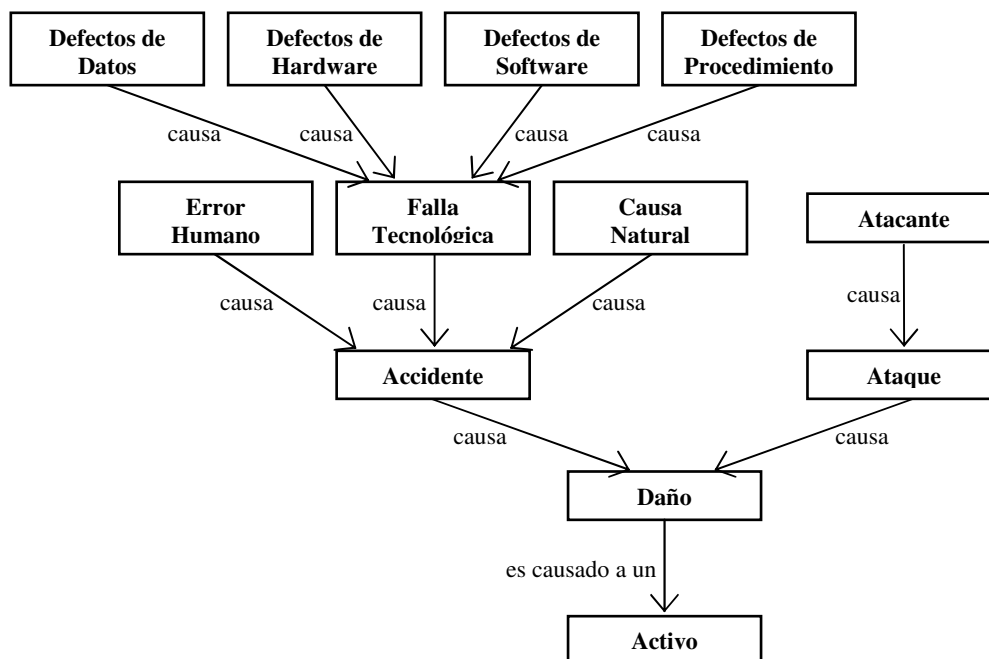 Defectos de
Datos
Defectos de
Hardware
Defectos de
Software
Defectos de
Procedimiento
causa
causa
causa
causa
Error
Humano
Falla
Tecnológica
Causa
Natural
Atacante
causa
causa
causa
causa
Accidente
Ataque
causa
causa
Daño
es causado a un
Activo